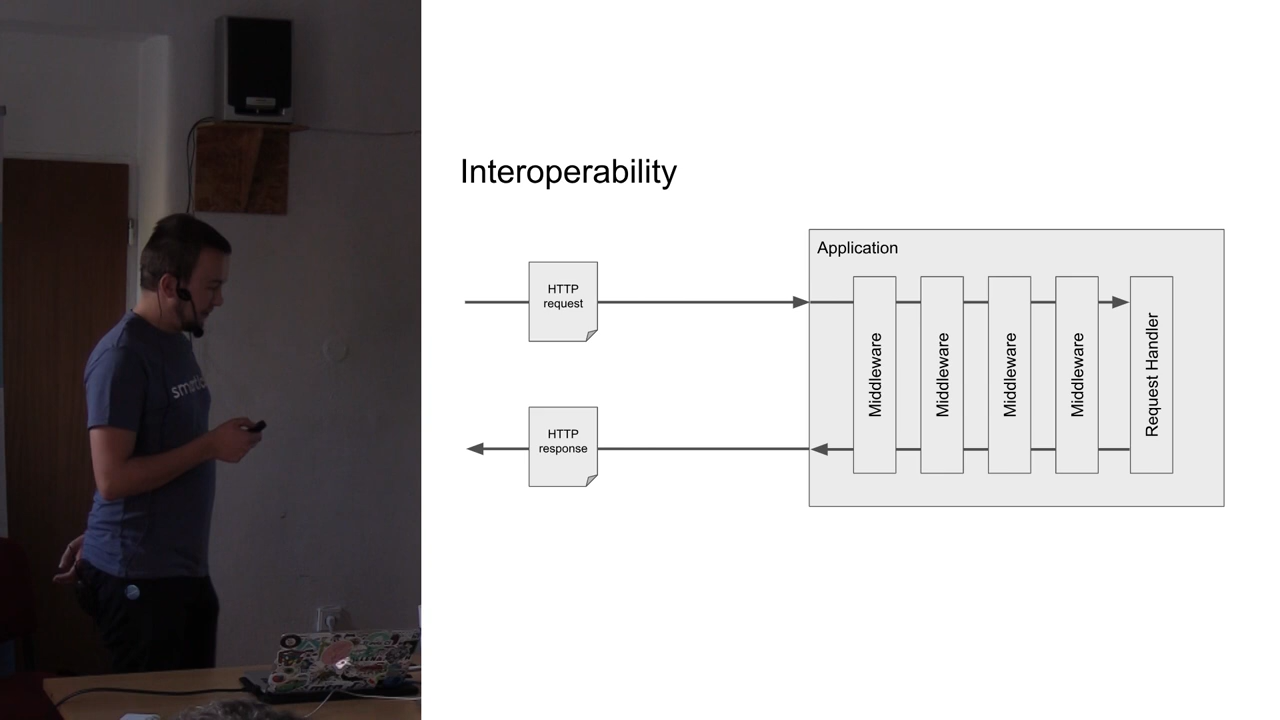 Interoperability
Application
HTTP
request
HTTP
response
Middleware
Middleware
Middleware
Middleware
Request Handler